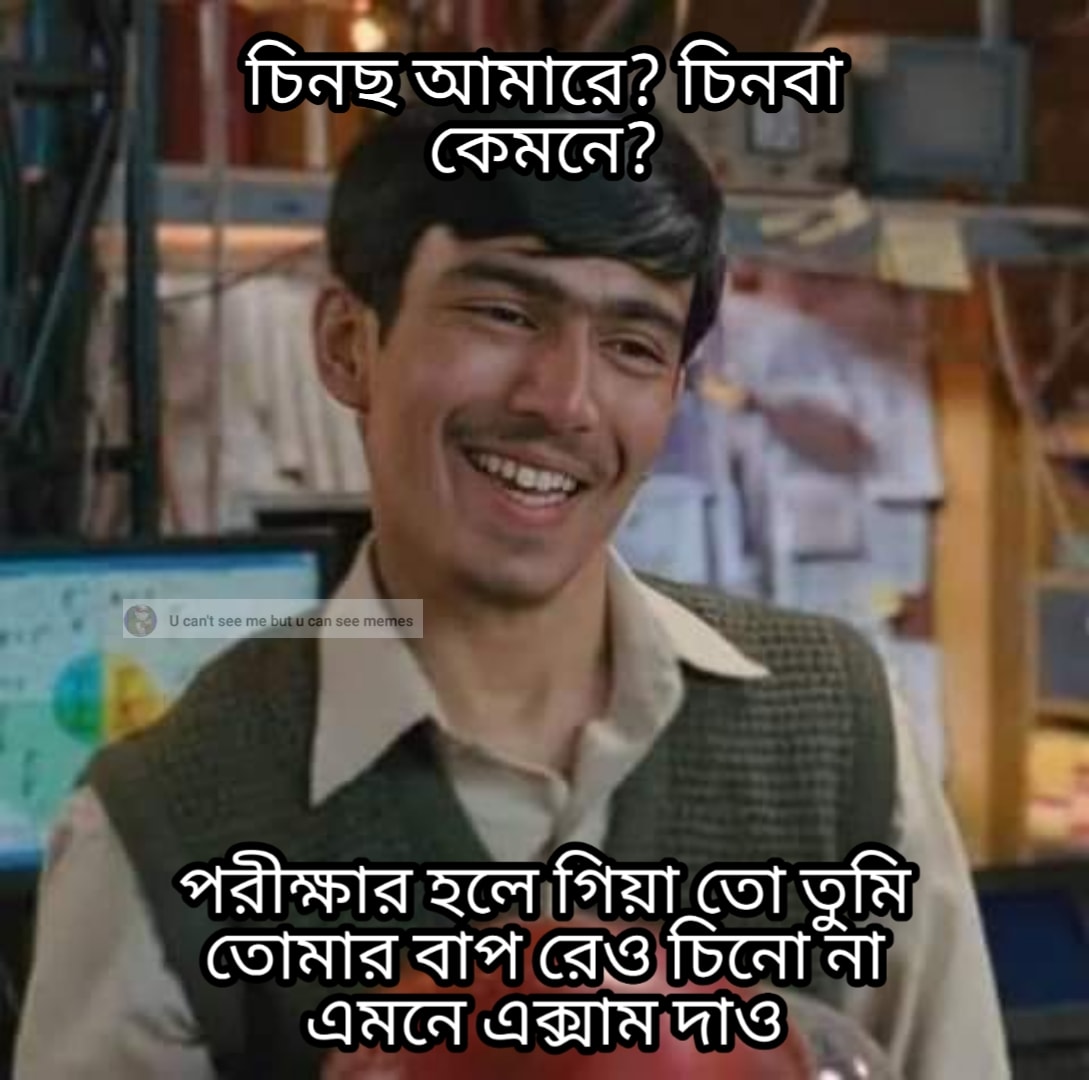 চিনছ আমারে? চিনবা
কেমনে?
U can't see me but u can see memes
পরীক্ষার হলে গিয়া তো তুমি
তোমার বাপ রেও চিনো না
এমনে এক্সাম দাও